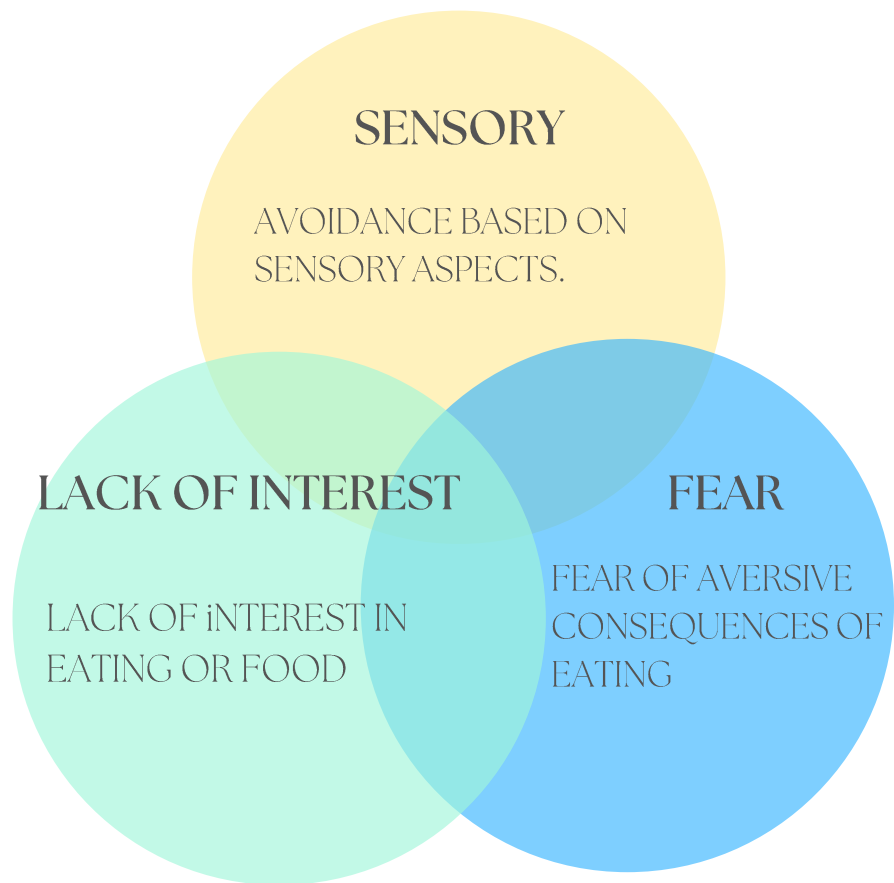 SENSORY
AVOIDANCE BASED ON
SENSORY ASPECTS.
LACK OF INTEREST
LACK OF iNTEREST IN
EATING OR FOOD
FEAR
FEAR OF AVERSIVE
CONSEQUENCES OF
EATING